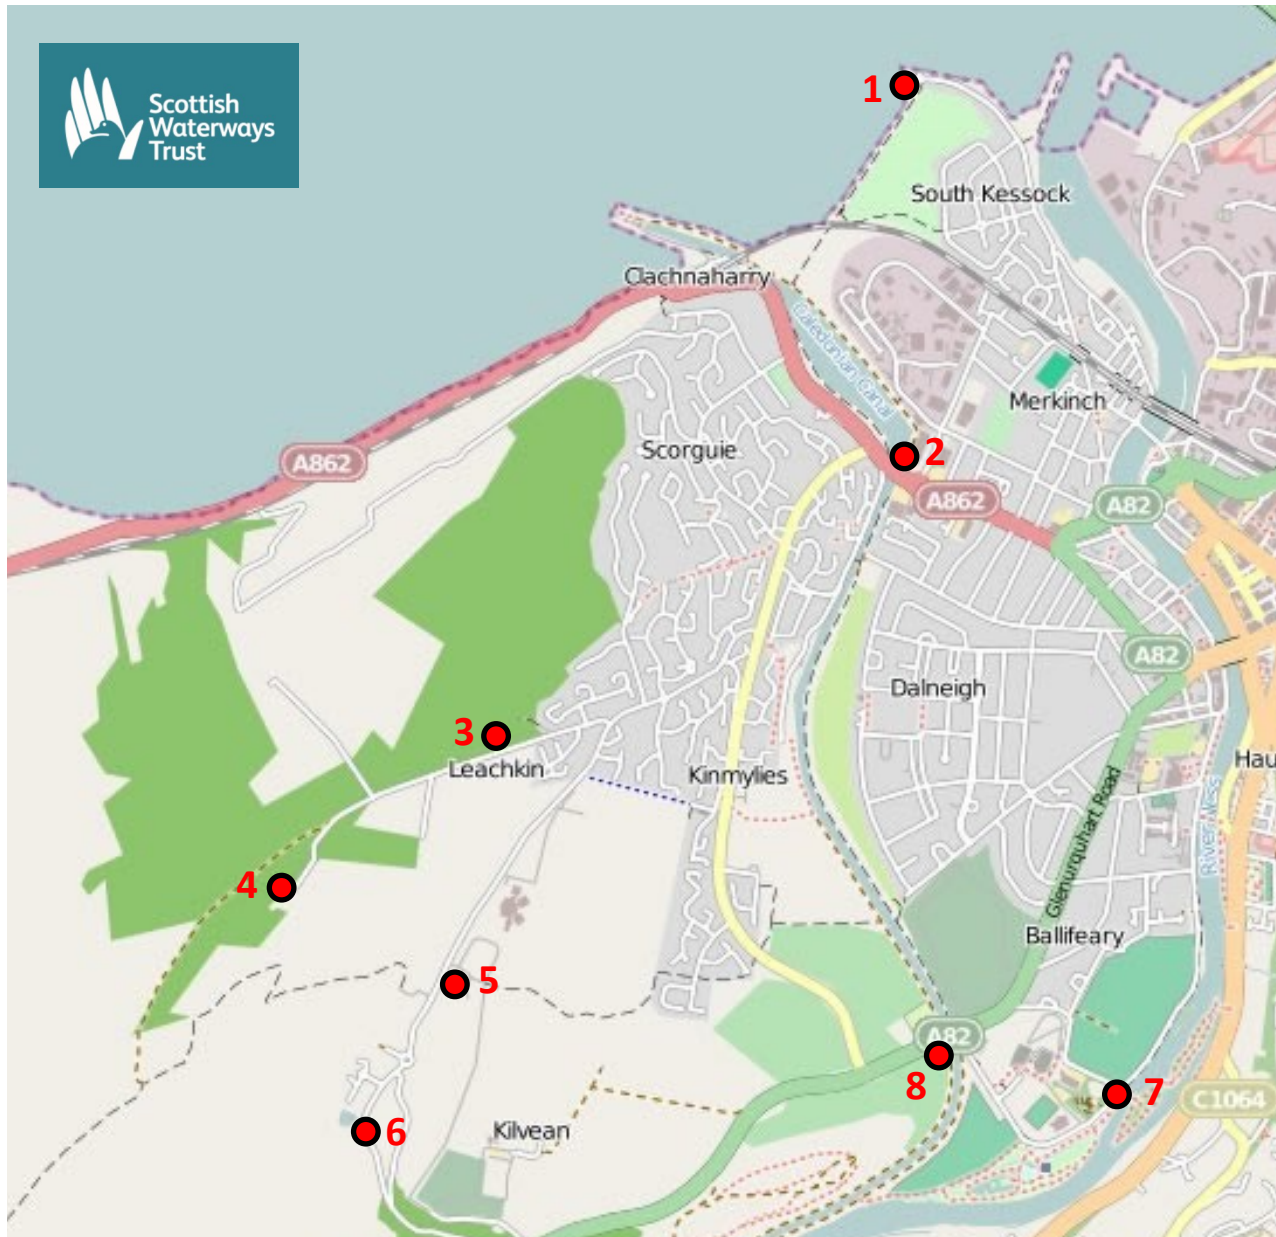 Scottish
Waterways
Trust
1
South Kessock
Clachnaharry
Caledonian Canal
Merkinch
Scorguie
2
A862
A862
A82
A82
Dalneigh
3
Leachkin
Kinmylies
Hau
River Ness
Glenurquhart Road
4
Ballifeary
5
A82
8
7
C1064
6
Kilvean